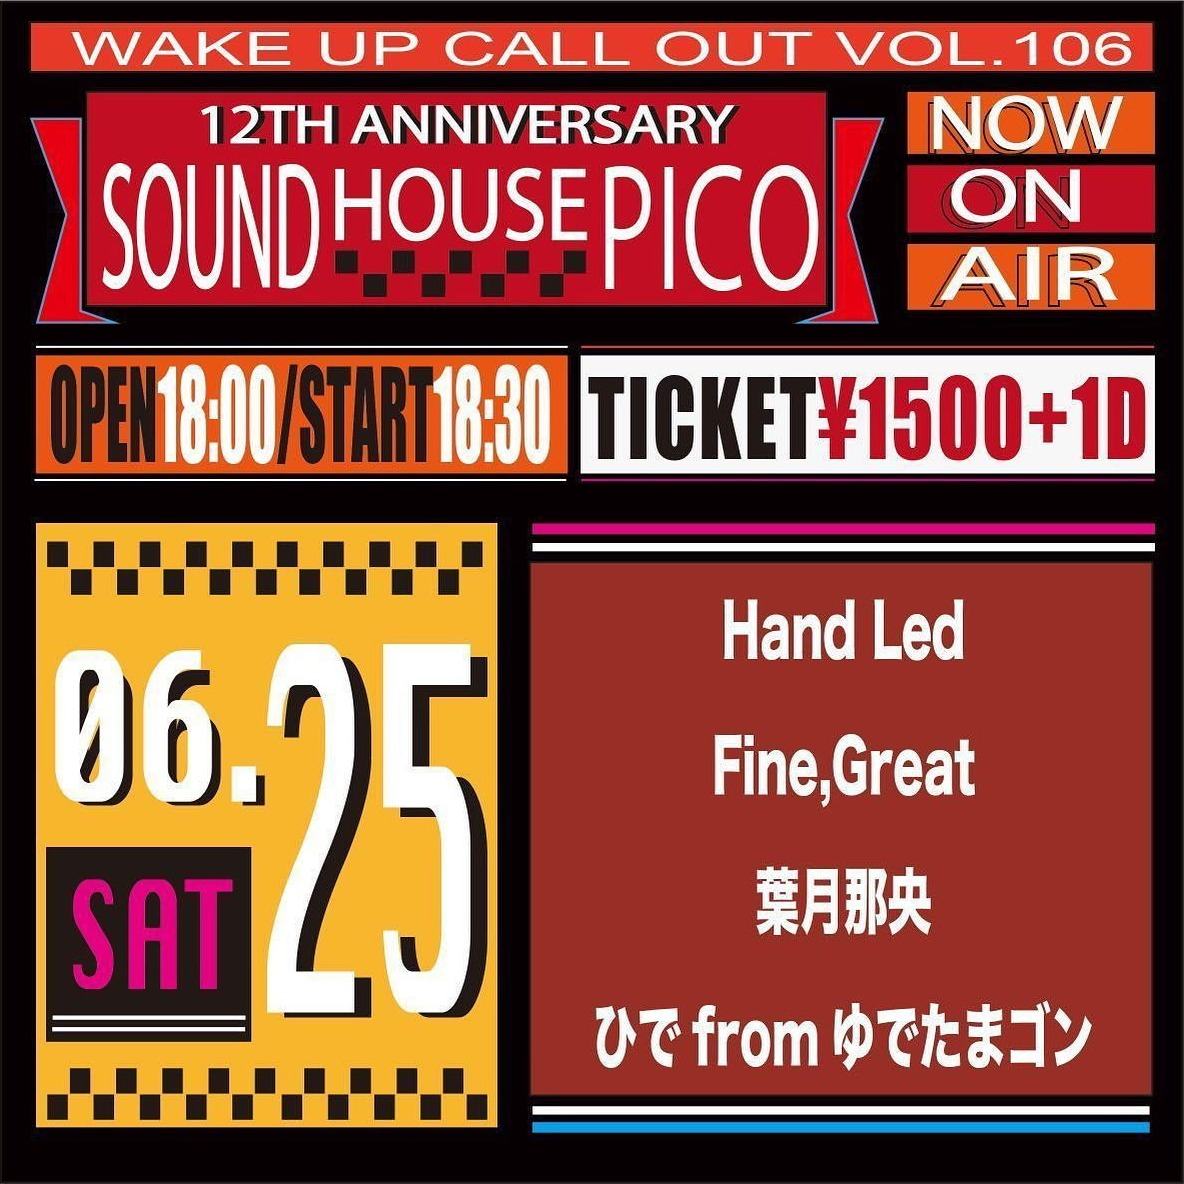 WAKE UP CALL OUT VOL.106
12TH ANNIVERSARY
SOUND HOUSE PICO
NOW
ON
AIR
OPEN18:00/START18:30
TICKET¥1500+1D
06.25
SAT
Hand Led
Fine,Great
葉月那央
ひで from ゆでたまゴン